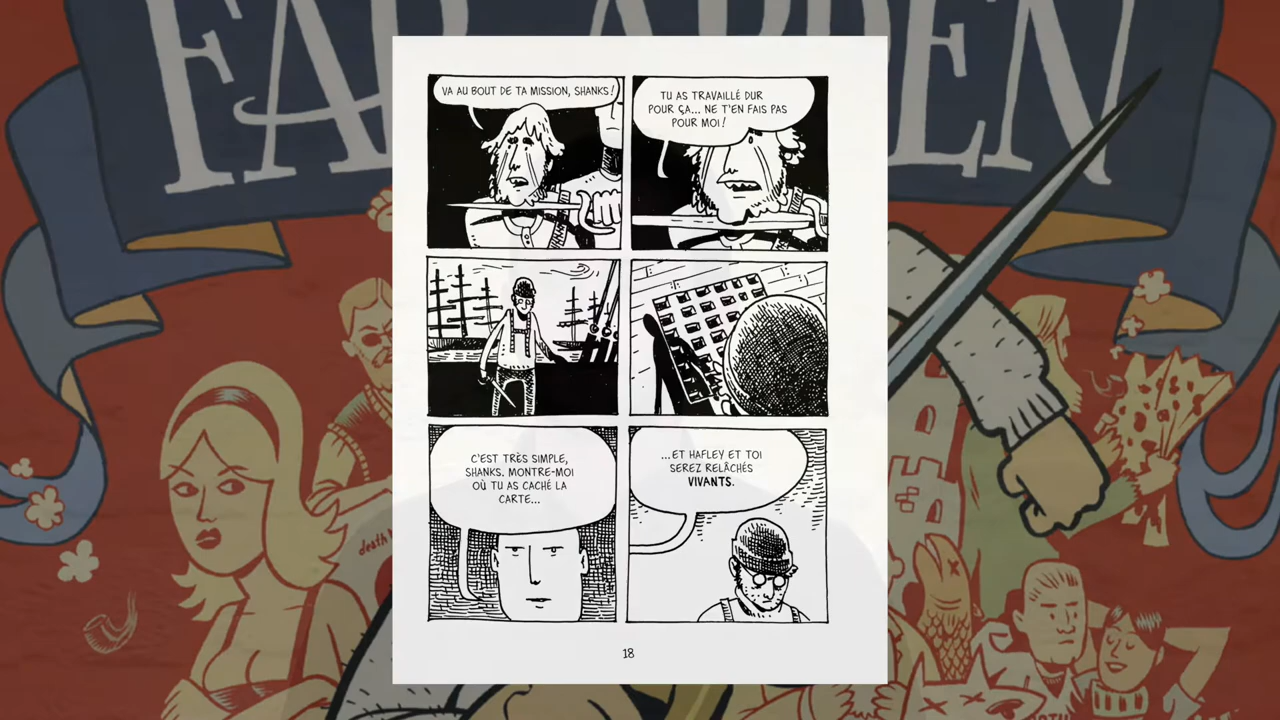 FAR ARDEN
VA AU BOUT DE TA MISSION, SHANKS!
TU AS TRAVAILLÉ DUR
POUR ÇA... NE T'EN FAIS PAS
POUR MOI!
C'EST TRÈS SIMPLE,
SHANKS. MONTRE-MOI
OÙ TU AS CACHÉ LA
CARTE...
...ET HAFLEY ET TOI
SEREZ RELÂCHÉS
VIVANTS.
death
18